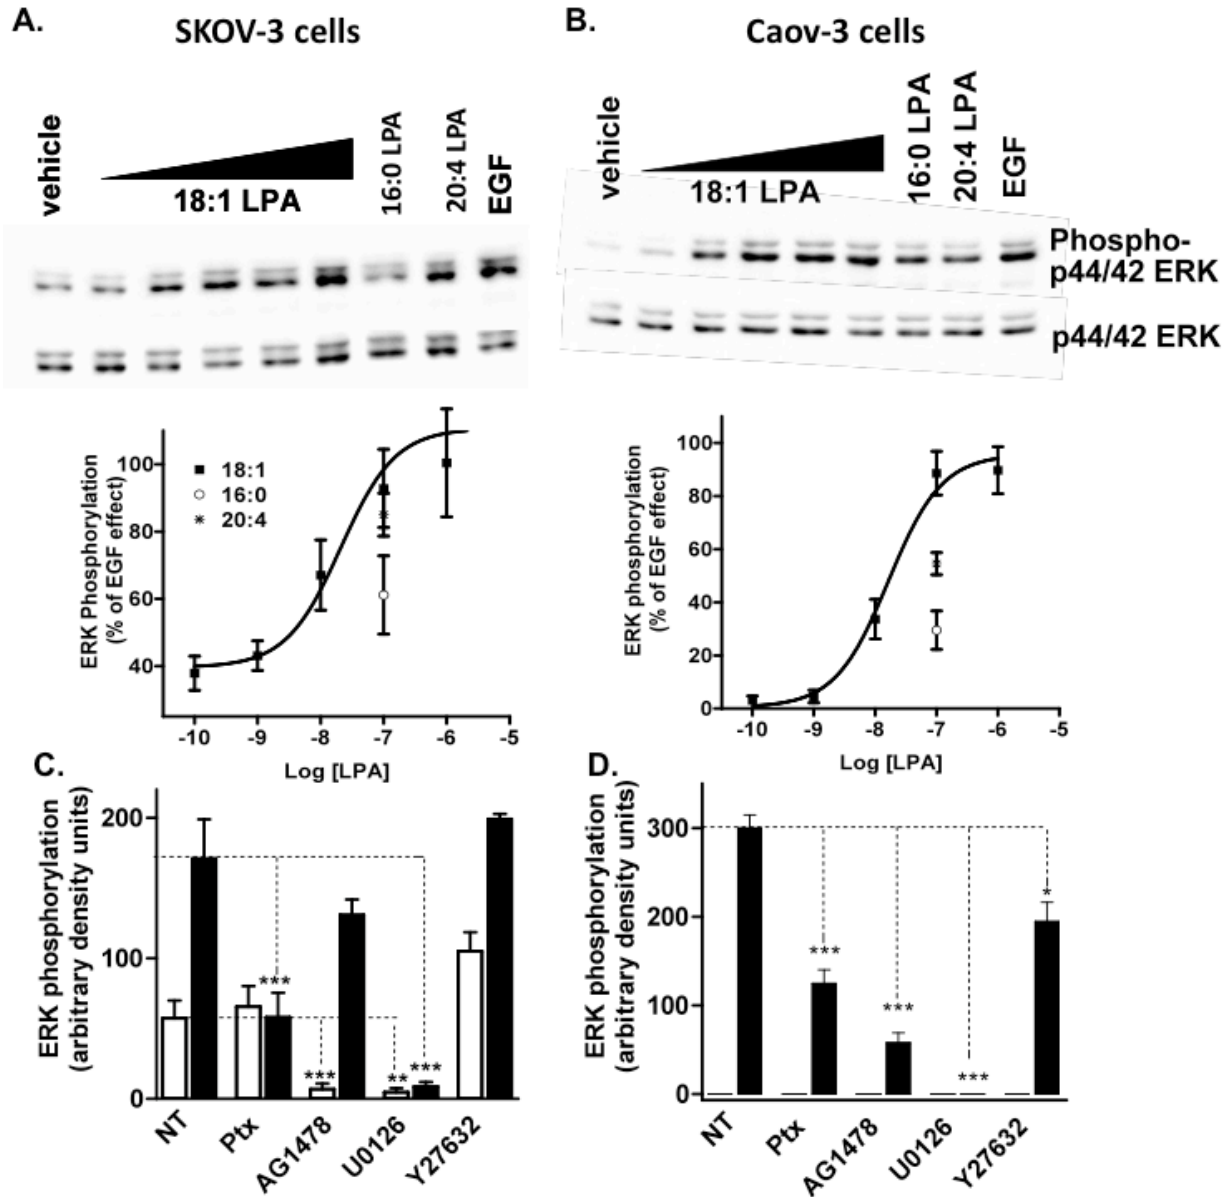 A.
SKOV-3 cells
vehicle
18:1 LPA
16:0 LPA
20:4 LPA
EGF
B.
Caov-3 cells
vehicle
18:1 LPA
16:0 LPA
20:4 LPA
EGF
Phospho-
p44/42 ERK
p44/42 ERK
ERK Phosphorylation
(% of EGF effect)
100
80
60
40
18:1
16:0
20:4
-10 -9 -8 -7 -6 -5
Log [LPA]
ERK phosphorylation
(% of EGF effect)
100
80
60
40
20
0
-10 -9 -8 -7 -6 -5
Log [LPA]
C.
ERK phosphorylation
(arbitrary density units)
200
100
0
***
***
**
***
NT
Ptx
AG1478
U0126
Y27632
D.
ERK phosphorylation
(arbitrary density units)
300
200
100
0
***
***
***
*
NT
Ptx
AG1478
U0126
Y27632